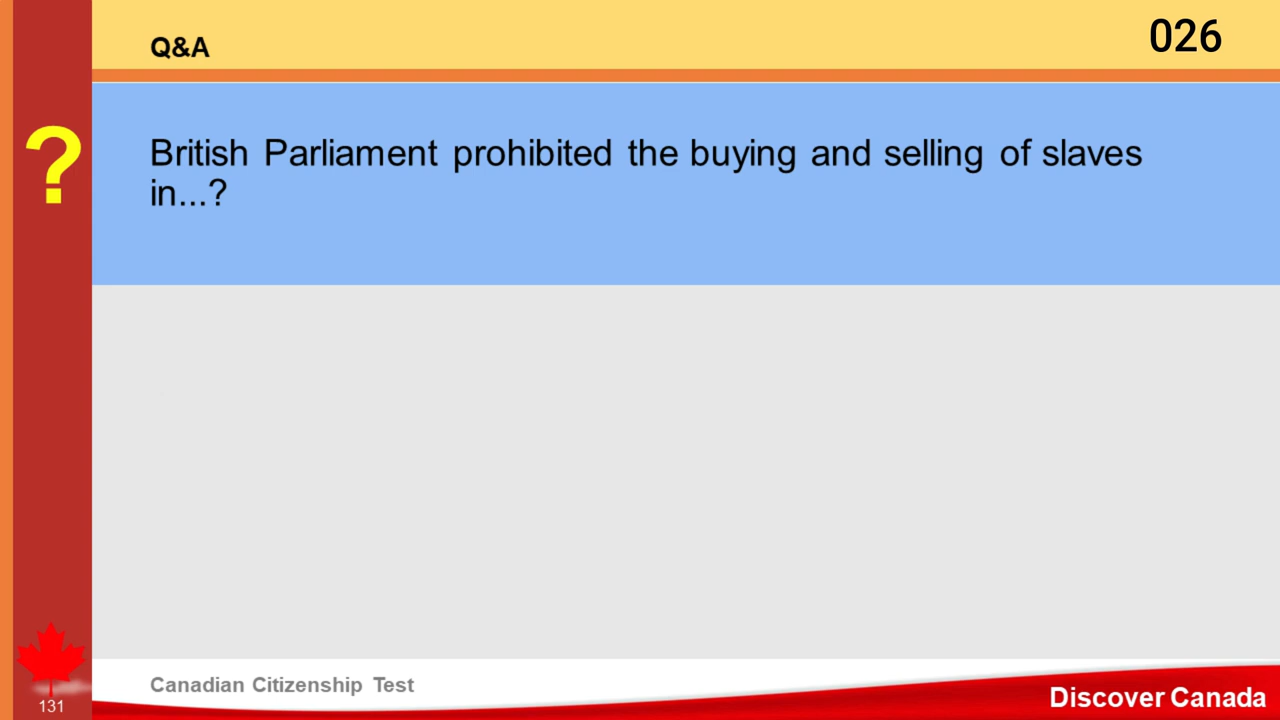 Q&A
026
?
British Parliament prohibited the buying and selling of slaves
in...?
Canadian Citizenship Test
131
Discover Canada